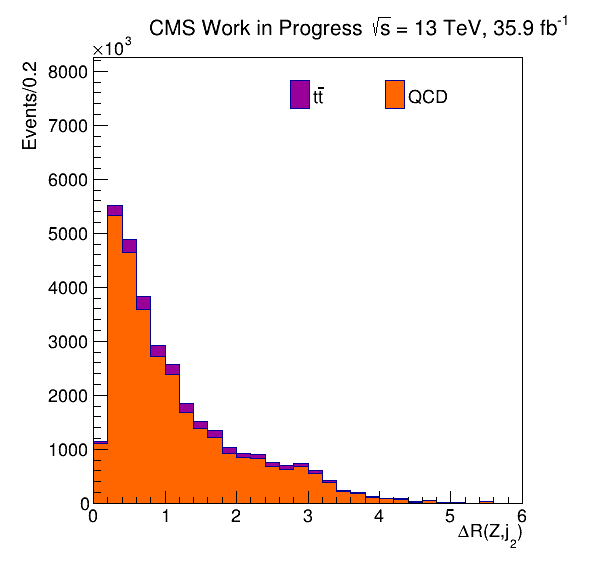 CMS Work in Progress √s = 13 TeV, 35.9 fb⁻¹
×10³
Events/0.2
tt̄
QCD
8000
7000
6000
5000
4000
3000
2000
1000
0
0 1 2 3 4 5 6
ΔR(Z,j₂)